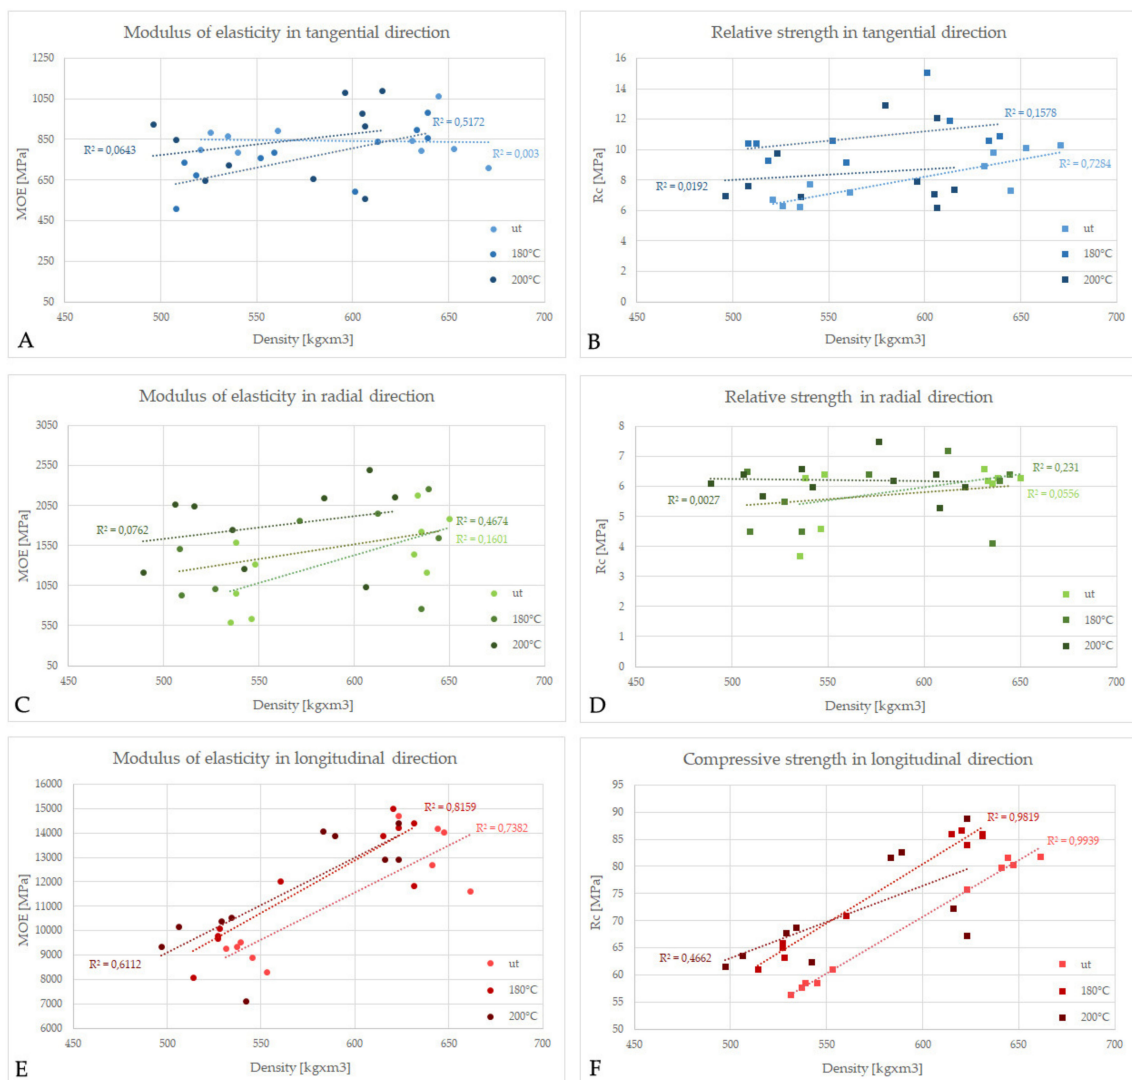 Modulus of elasticity in tangential direction
1250
1050
850
650
450
250
50
MOE [MPa]
R² = 0,5172
R² = 0,0643
R² = 0,003
ut
180°C
200°C
450 500 550 600 650 700
Density [kgxm3]
A
Relative strength in tangential direction
16
14
12
10
8
6
4
2
0
Rc [MPa]
R² = 0,1578
R² = 0,7284
R² = 0,0192
ut
180°C
200°C
450 500 550 600 650 700
Density [kgxm3]
B
Modulus of elasticity in radial direction
3050
2550
2050
1550
1050
550
50
MOE [MPa]
R² = 0,4674
R² = 0,0762
R² = 0,1601
ut
180°C
200°C
450 500 550 600 650 700
Density [kgxm3]
C
Relative strength in radial direction
8
7
6
5
4
3
2
1
0
Rc [MPa]
R² = 0,231
R² = 0,0556
R² = 0,0027
ut
180°C
200°C
450 500 550 600 650 700
Density [kgxm3]
D
Modulus of elasticity in longitudinal direction
16000
15000
14000
13000
12000
11000
10000
9000
8000
7000
6000
MOE [MPa]
R² = 0,8159
R² = 0,7382
R² = 0,6112
ut
180°C
200°C
450 500 550 600 650 700
Density [kgxm3]
E
Compressive strength in longitudinal direction
95
90
85
80
75
70
65
60
55
50
Rc [MPa]
R² = 0,9819
R² = 0,9939
R² = 0,4662
ut
180°C
200°C
450 500 550 600 650 700
Density [kgxm3]
F